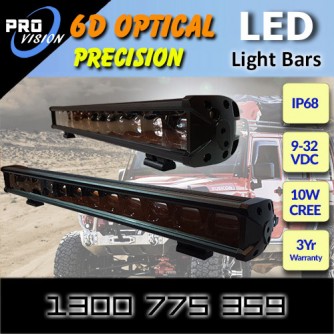 PRO
VISION
6D OPTICAL
PRECISION
LED
Light Bars
IP68
9-32
VDC
10W
CREE
3Yr
Warranty
1300 775 359